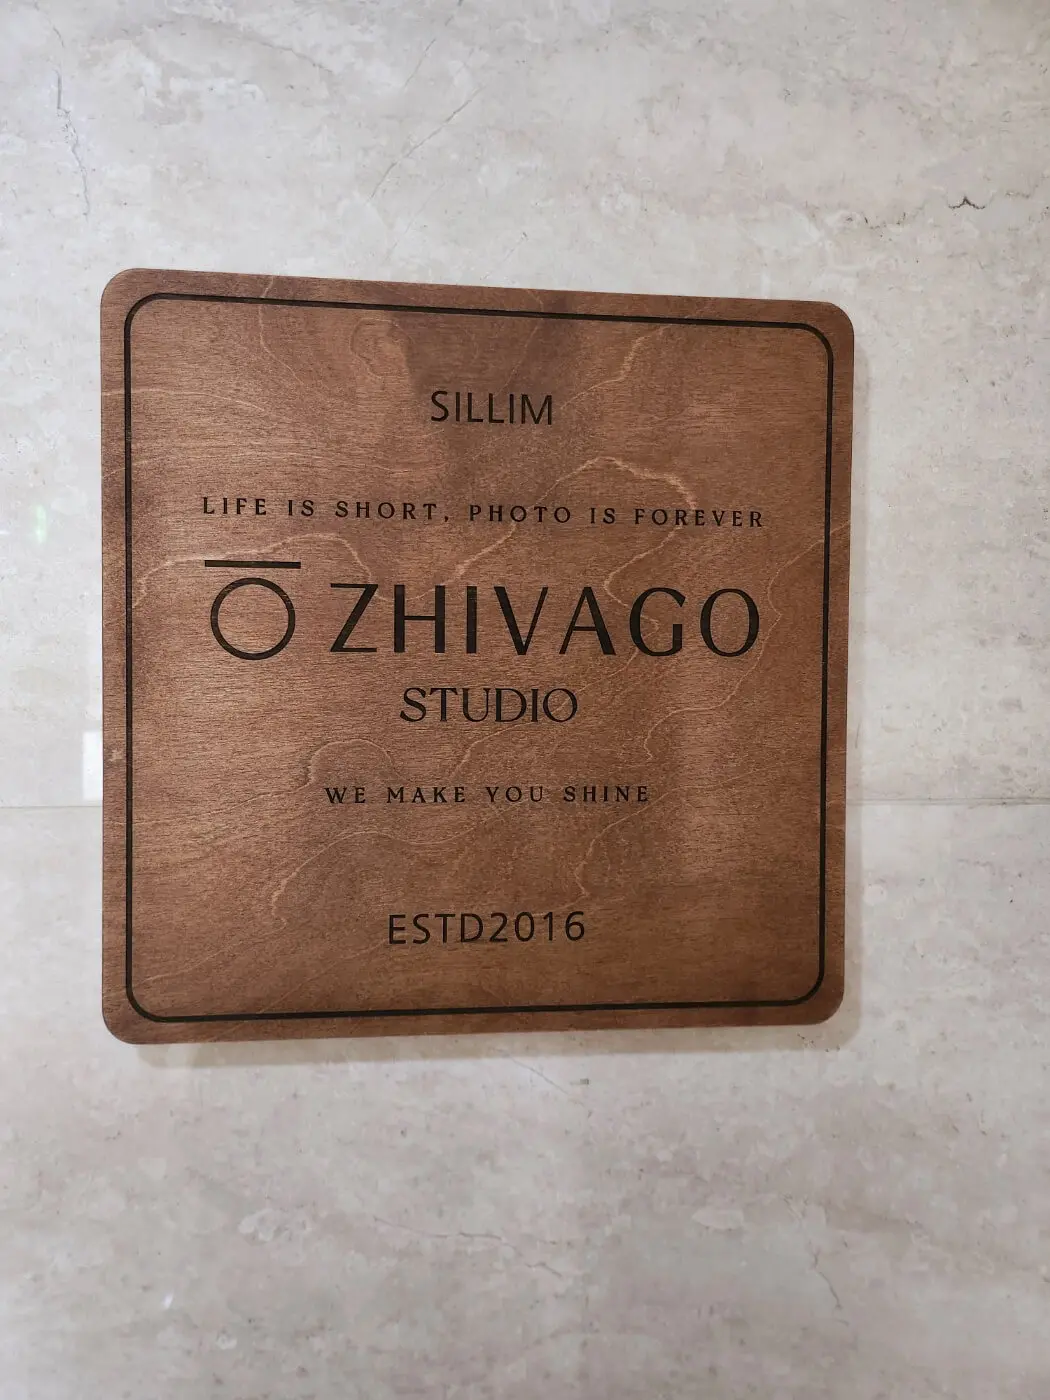 SILLIM
LIFE IS SHORT, PHOTO IS FOREVER
ZHIVAGO
STUDIO
WE MAKE YOU SHINE
ESTD2016